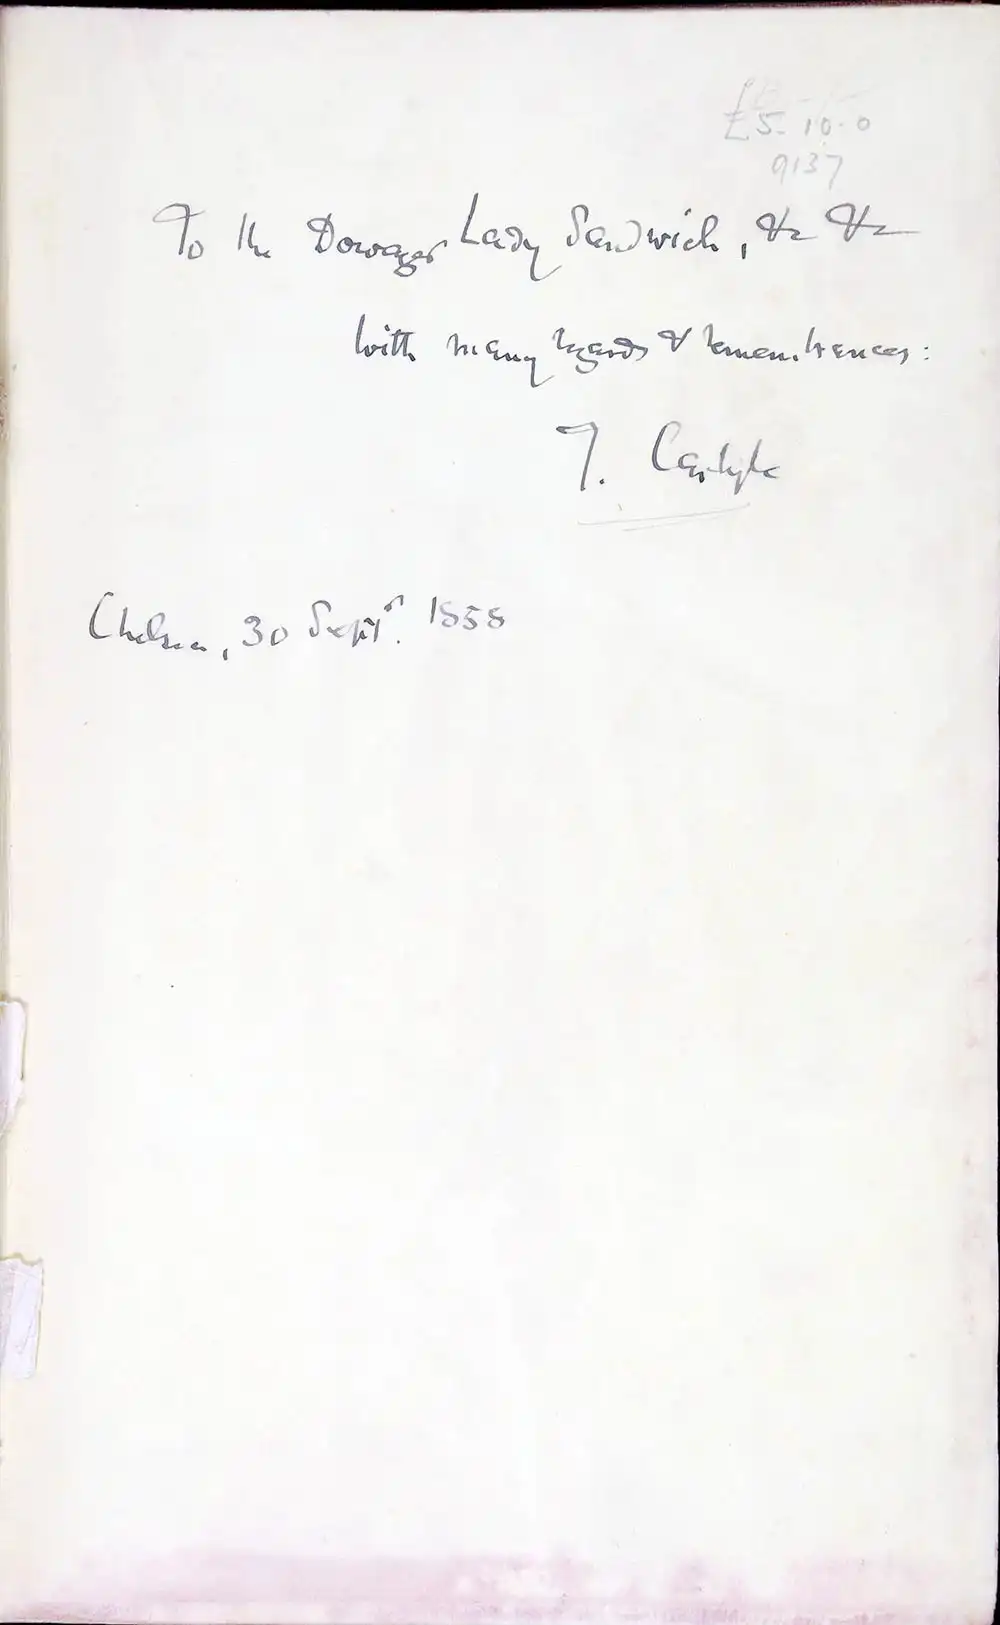 £5-10-0
9137
To the Dowager Lady Sandwich, &c &c
with many regards & remembrances:
T. Carlyle
Chelsea, 30 Septr. 1858